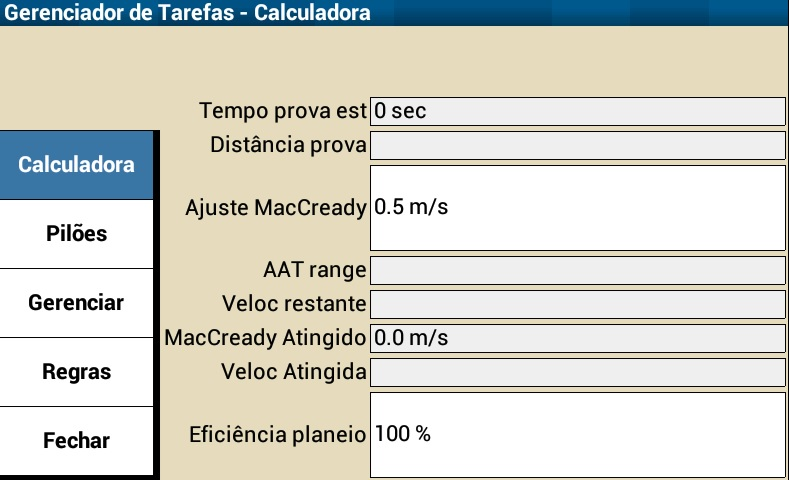 Gerenciador de Tarefas - Calculadora
Tempo prova est 0 sec
Distância prova
Calculadora
Ajuste MacCready 0.5 m/s
Pilões
AAT range
Gerenciar
Veloc restante
MacCready Atingido 0.0 m/s
Regras
Veloc Atingida
Eficiência planeio 100 %
Fechar